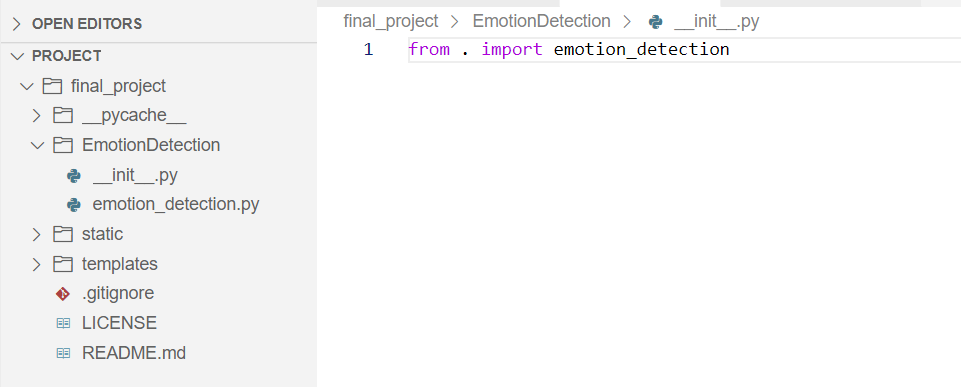 OPEN EDITORS
PROJECT
final_project
__pycache__
EmotionDetection
__init__.py
emotion_detection.py
static
templates
.gitignore
LICENSE
README.md
final_project > EmotionDetection > __init__.py
1 from . import emotion_detection